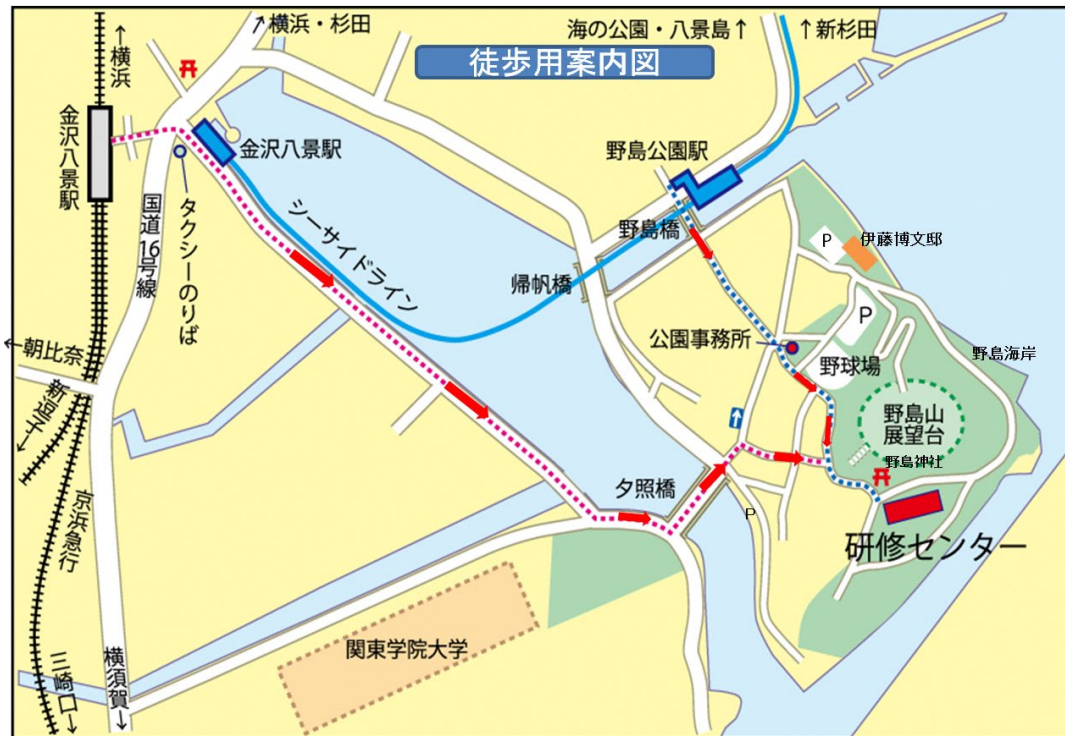 徒歩用案内図
↑横浜
↗横浜・杉田
海の公園・八景島↑
↑新杉田
金沢八景駅
金沢八景駅
野島公園駅
国道16号線
タクシーのりば
シーサイドライン
野島橋
帰帆橋
P
伊藤博文邸
P
公園事務所
野球場
野島海岸
←朝比奈
新逗子→
野島山
展望台
野島神社
夕照橋
P
京浜急行
研修センター
関東学院大学
三崎口→
横須賀→